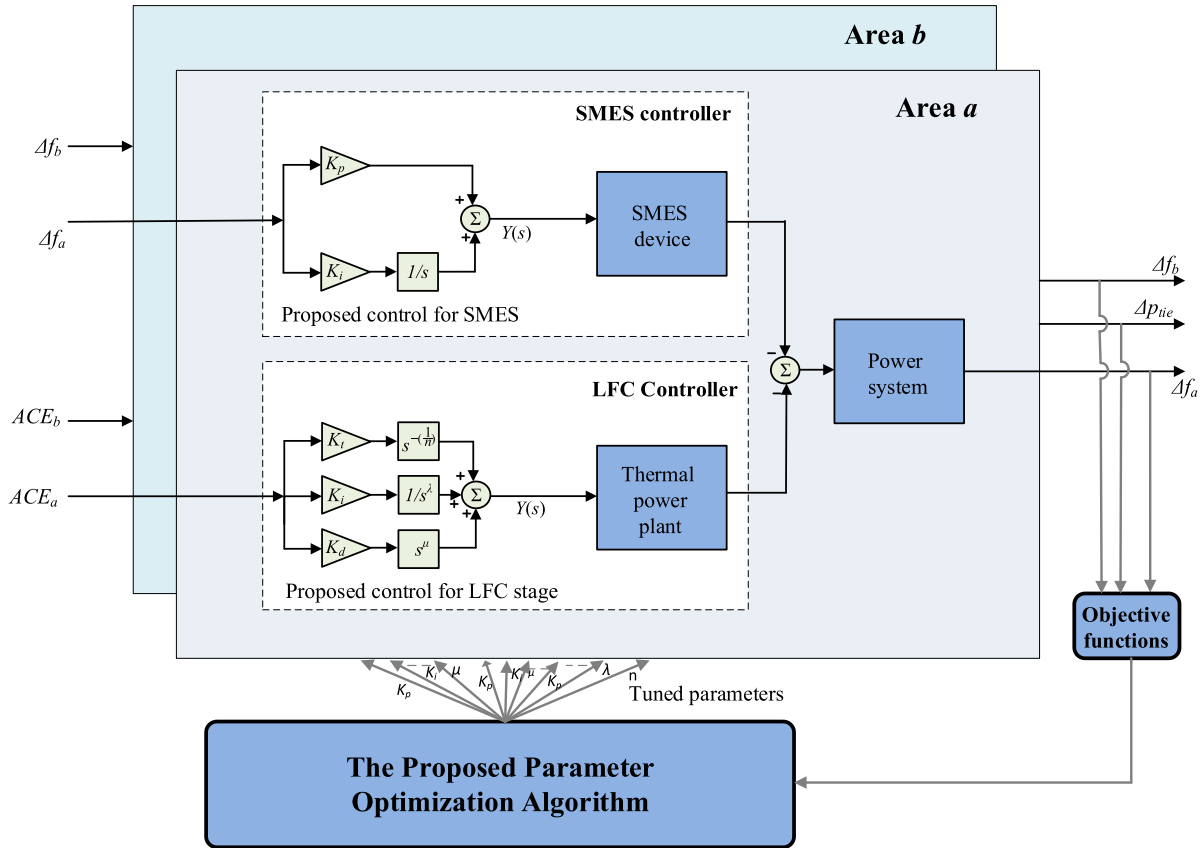 Area b
Area a
SMES controller
Δf_b
K_p
+
Σ
SMES
device
Y(s)
+
Δf_a
K_i
1/s
Proposed control for SMES
Δf_b
Δp_tie
−
Σ
−
Power
system
Δf_a
LFC Controller
ACE_b
K_t
s^-(1/n)
+
ACE_a
K_i
1/s^λ
+
Σ
+
Y(s)
Thermal
power
plant
K_d
s^μ
Proposed control for LFC stage
Objective
functions
K_p
K_i
μ
K_p
K_i
μ
K_p
λ
n
Tuned parameters
The Proposed Parameter
Optimization Algorithm